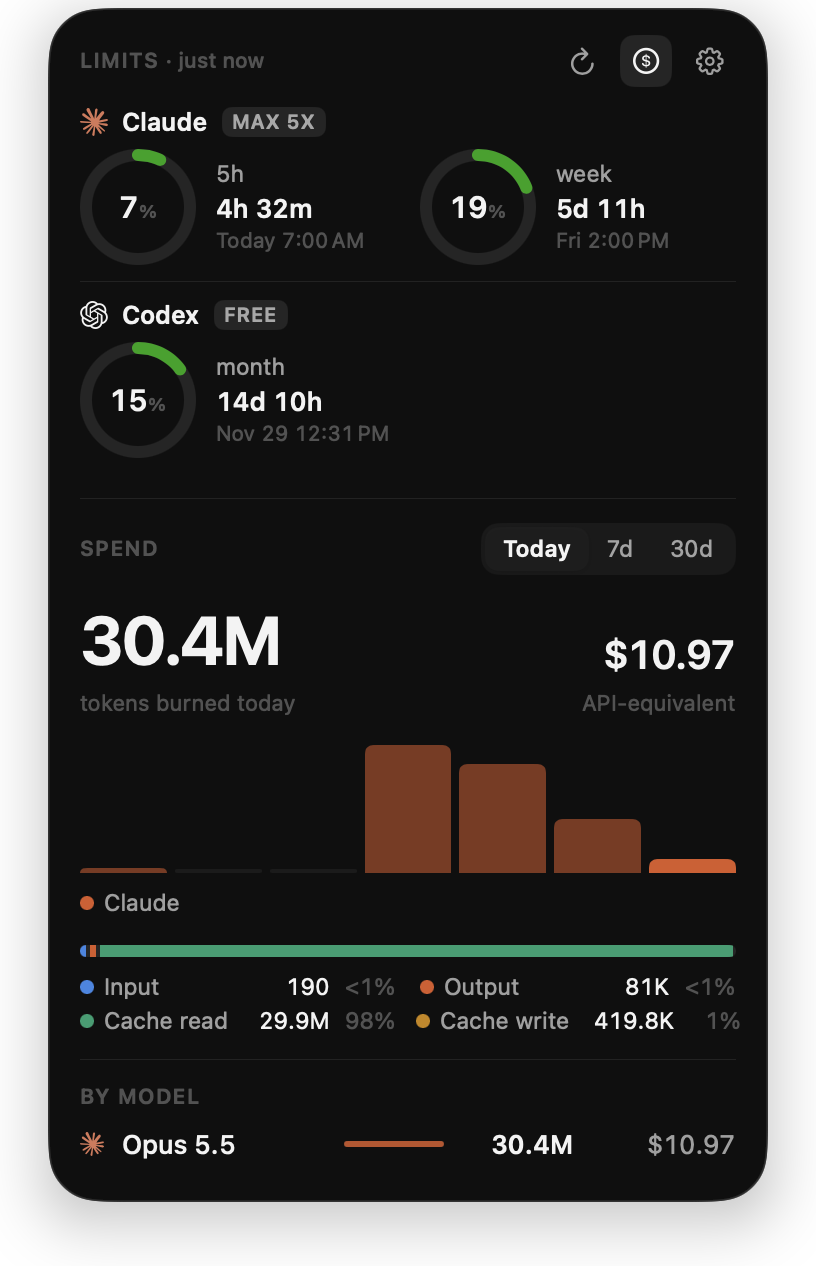 LIMITS · just now
Claude MAX 5X
7%
5h
4h 32m
Today 7:00 AM
19%
week
5d 11h
Fri 2:00 PM
Codex FREE
15%
month
14d 10h
Nov 29 12:31 PM
SPEND
Today 7d 30d
30.4M
$10.97
tokens burned today
API-equivalent
Claude
Input 190 <1% Output 81K <1%
Cache read 29.9M 98% Cache write 419.8K 1%
BY MODEL
Opus 5.5 30.4M $10.97